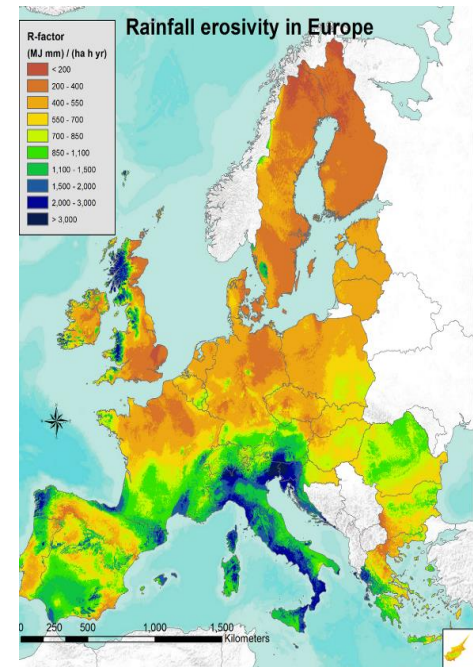 Rainfall erosivity in Europe
R-factor
(MJ mm) / (ha h yr)
< 200
200 - 400
400 - 550
550 - 700
700 - 850
850 - 1,100
1,100 - 1,500
1,500 - 2,000
2,000 - 3,000
> 3,000
0 250 500 1,000 1,500
Kilometers